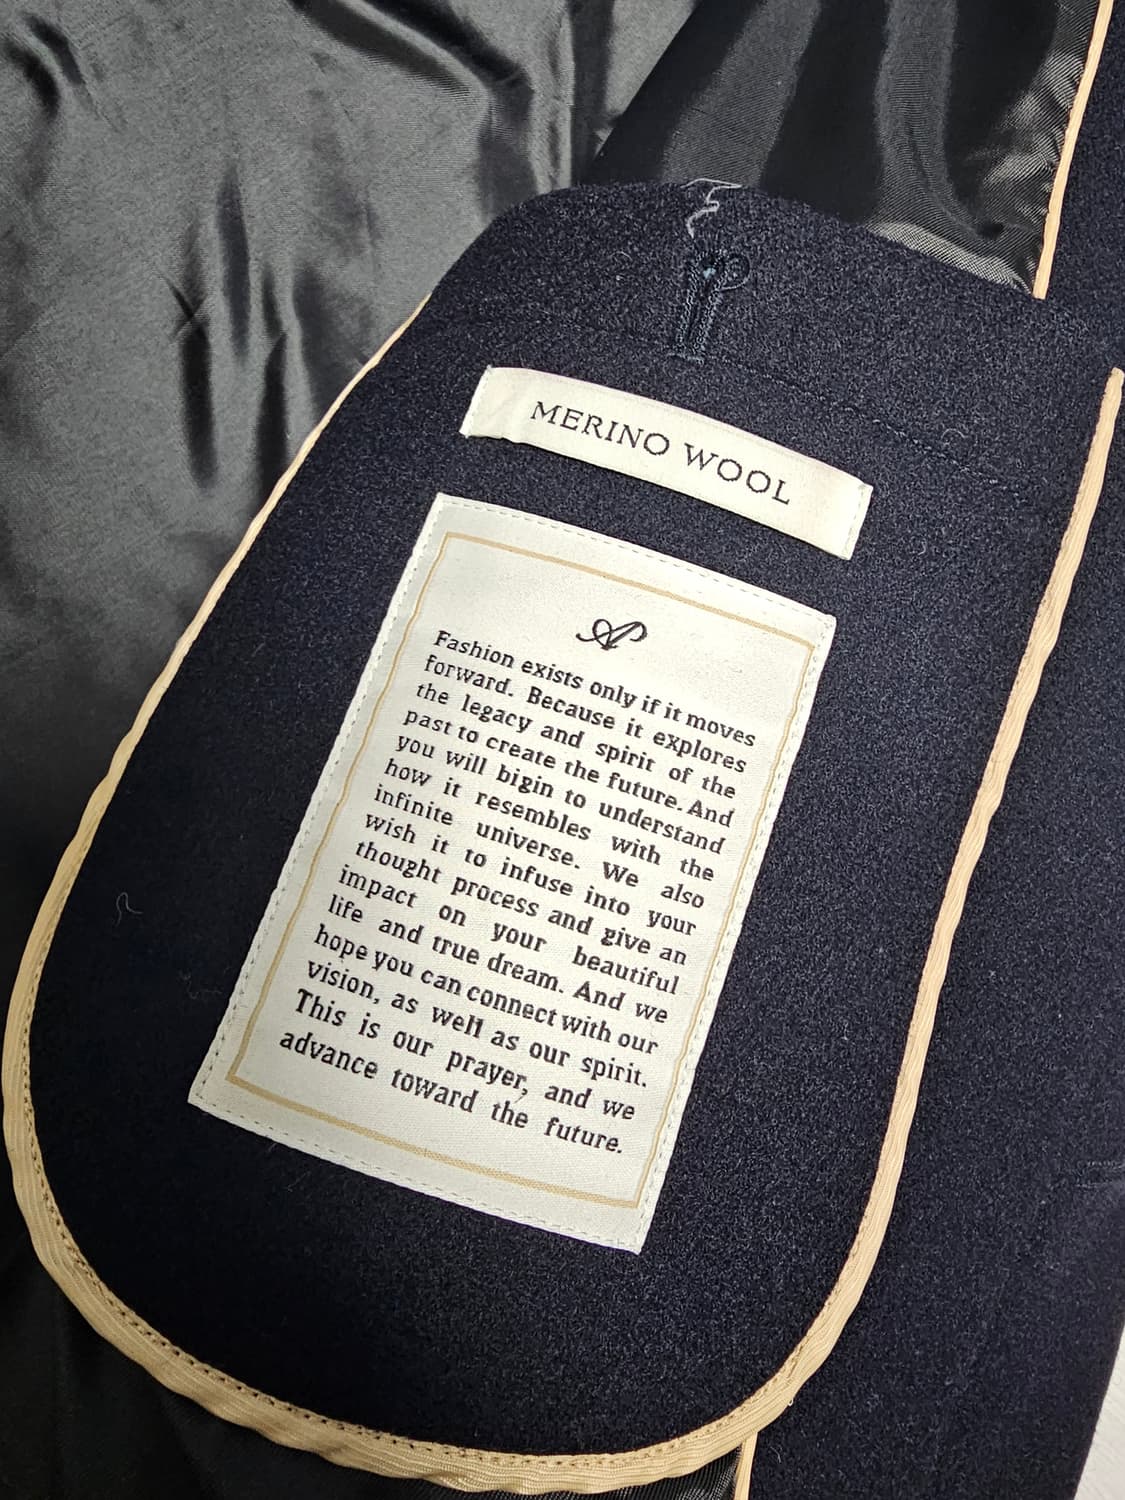 MERINO WOOL
Fashion exists only if it moves
forward. Because it explores
the legacy and spirit of the
past to create the future. And
you will bigin to understand
how it resembles with the
infinite universe. We also
wish it to infuse into your
thought process and give an
impact on your beautiful
life and true dream. And we
hope you can connect with our
vision, as well as our spirit.
This is our prayer, and we
advance toward the future.